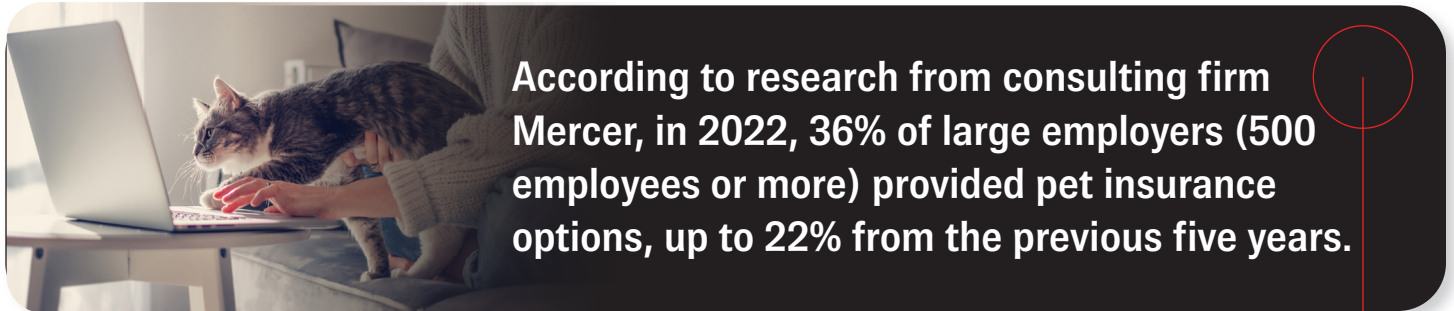 According to research from consulting firm
Mercer, in 2022, 36% of large employers (500
employees or more) provided pet insurance
options, up to 22% from the previous five years.